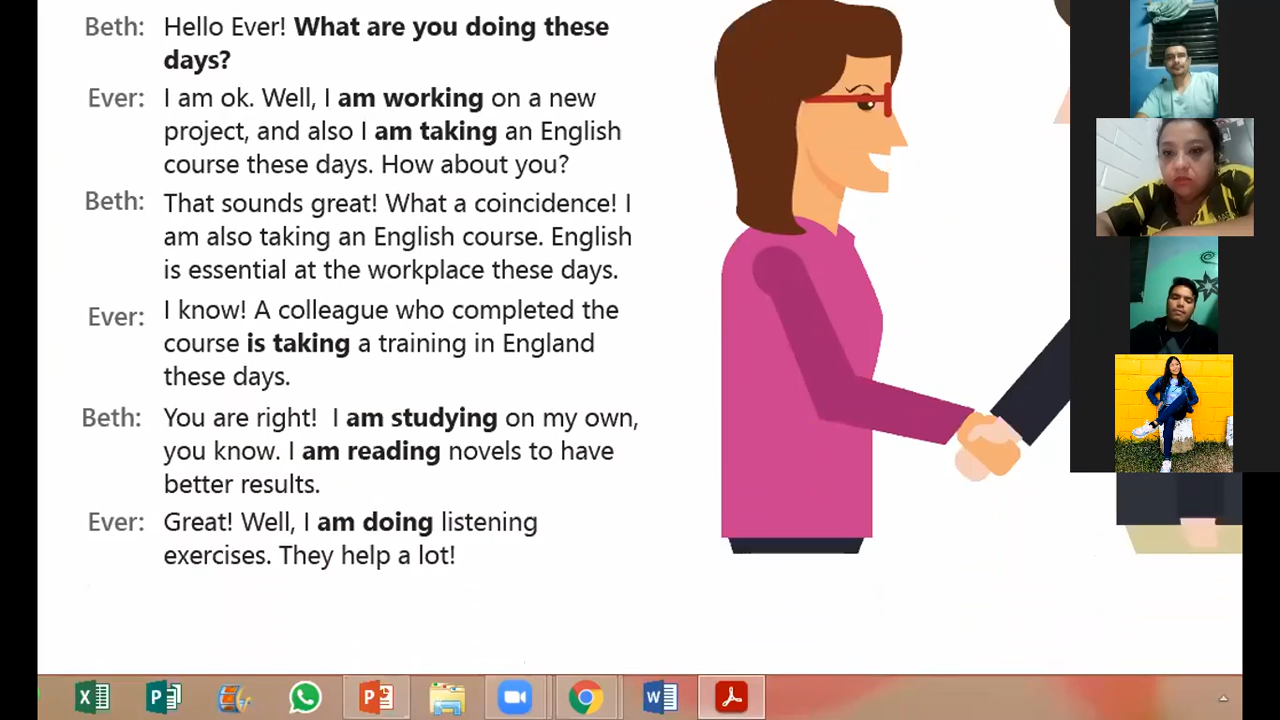 Beth: Hello Ever! What are you doing these
days?
Ever: I am ok. Well, I am working on a new
project, and also I am taking an English
course these days. How about you?
Beth: That sounds great! What a coincidence! I
am also taking an English course. English
is essential at the workplace these days.
Ever: I know! A colleague who completed the
course is taking a training in England
these days.
Beth: You are right! I am studying on my own,
you know. I am reading novels to have
better results.
Ever: Great! Well, I am doing listening
exercises. They help a lot!